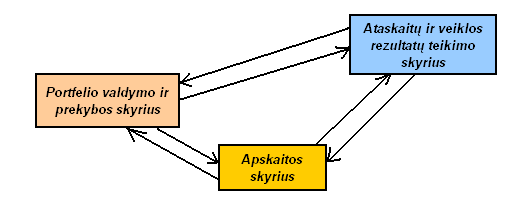 Ataskaitų ir veiklos
rezultatų teikimo
skyrius
Portfelio valdymo ir
prekybos skyrius
Apskaitos
skyrius